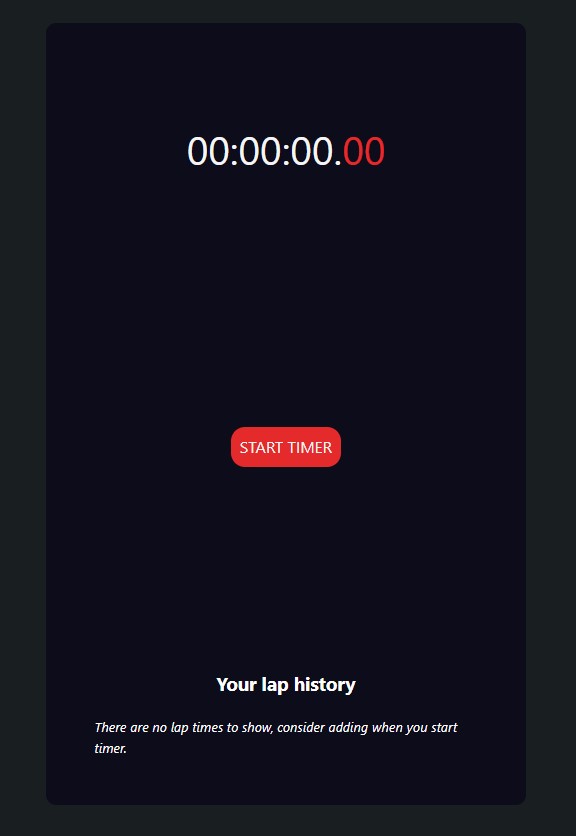 00:00:00.00
START TIMER
Your lap history
There are no lap times to show, consider adding when you start
timer.